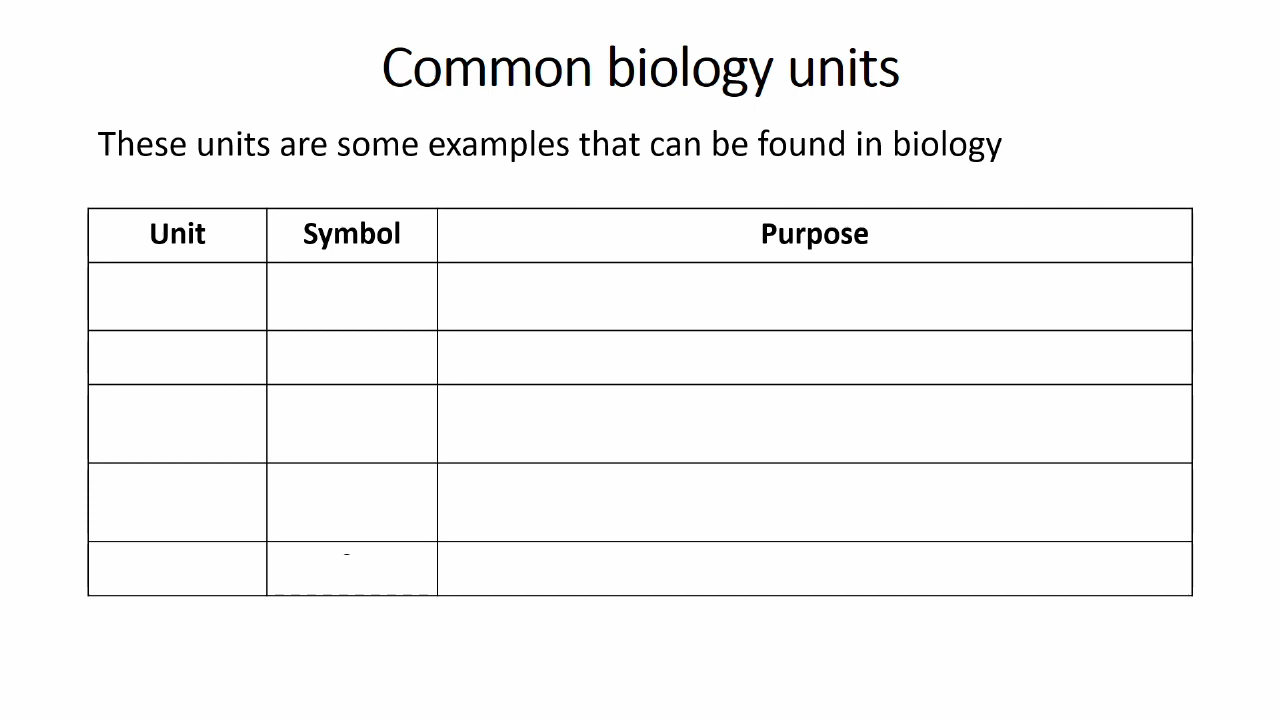 Common biology units
These units are some examples that can be found in biology
Unit Symbol Purpose